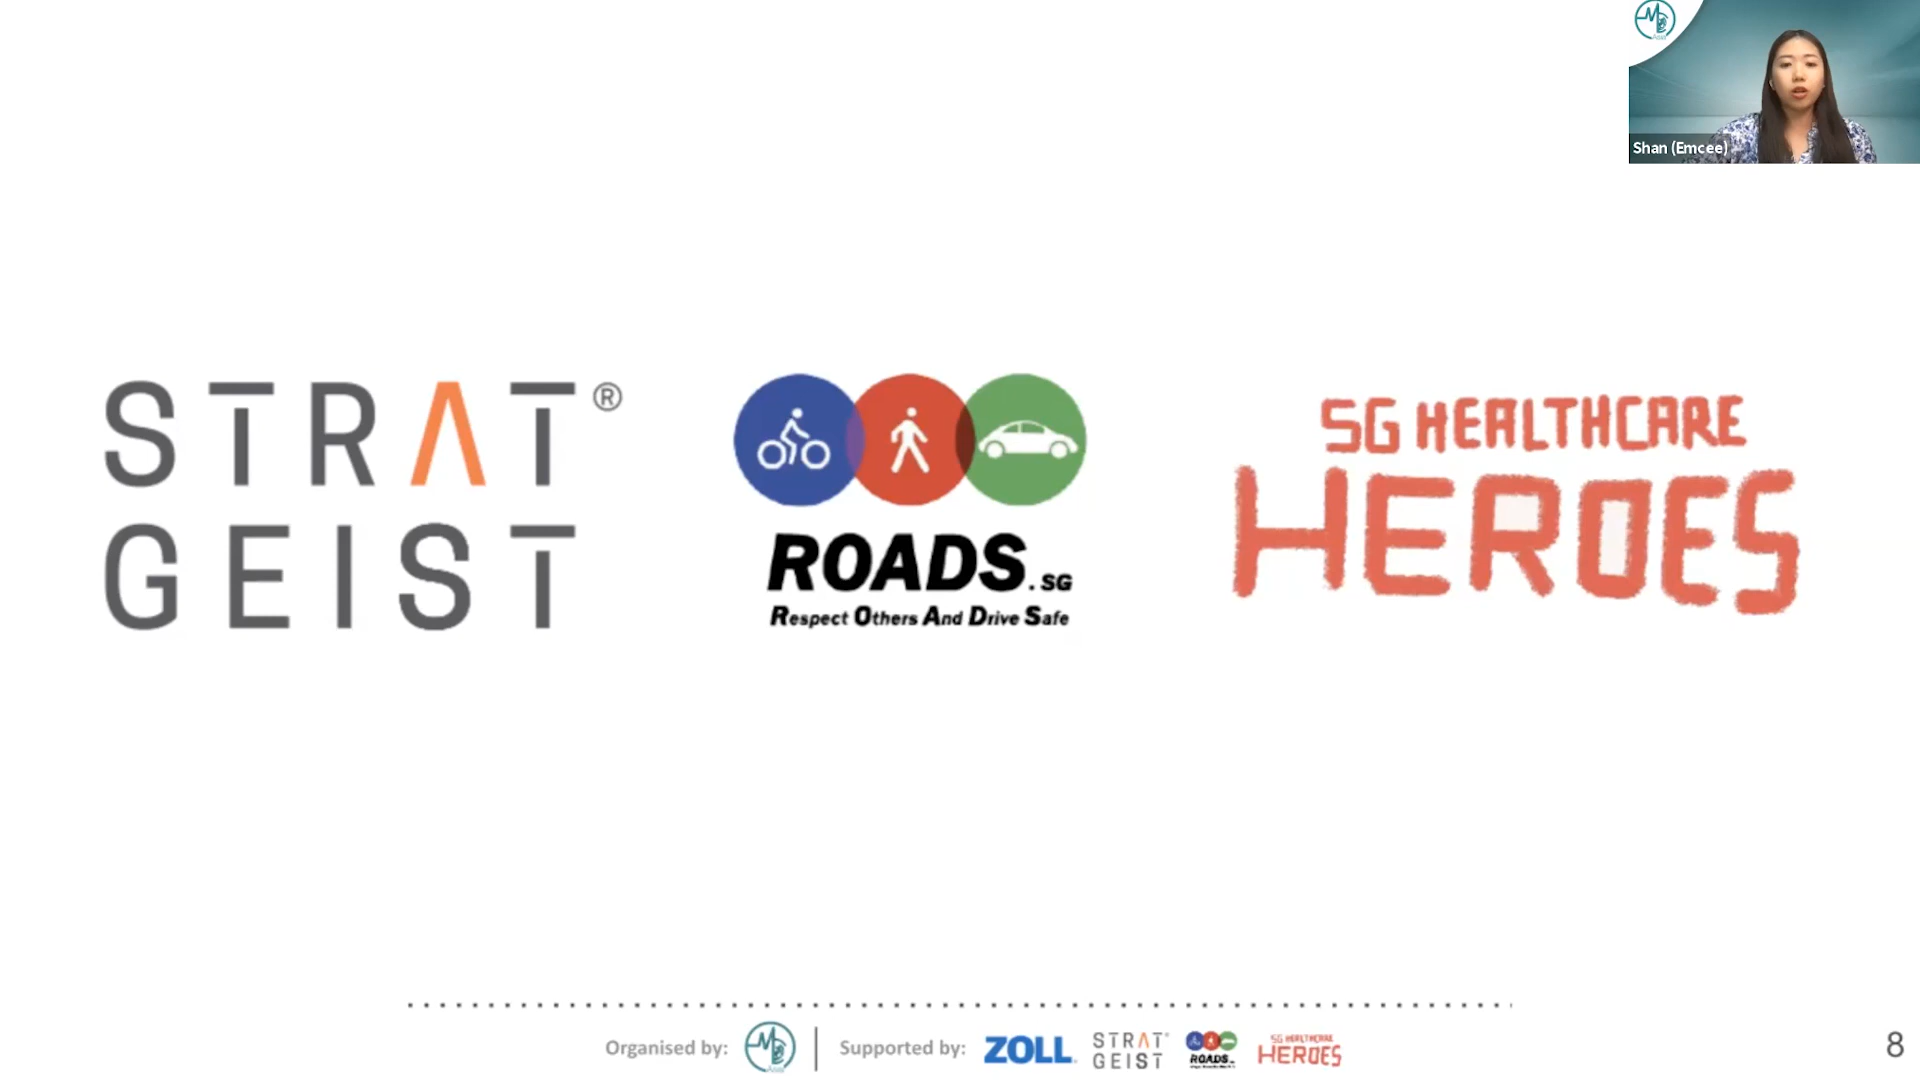 Shan (Emcee)
STRAT®
GEIST
ROADS.SG
Respect Others And Drive Safe
SG HEALTHCARE
HEROES
Organised by:
Supported by:
ZOLL
STRAT
GEIST
ROADS
SG HEALTHCARE
HEROES
8